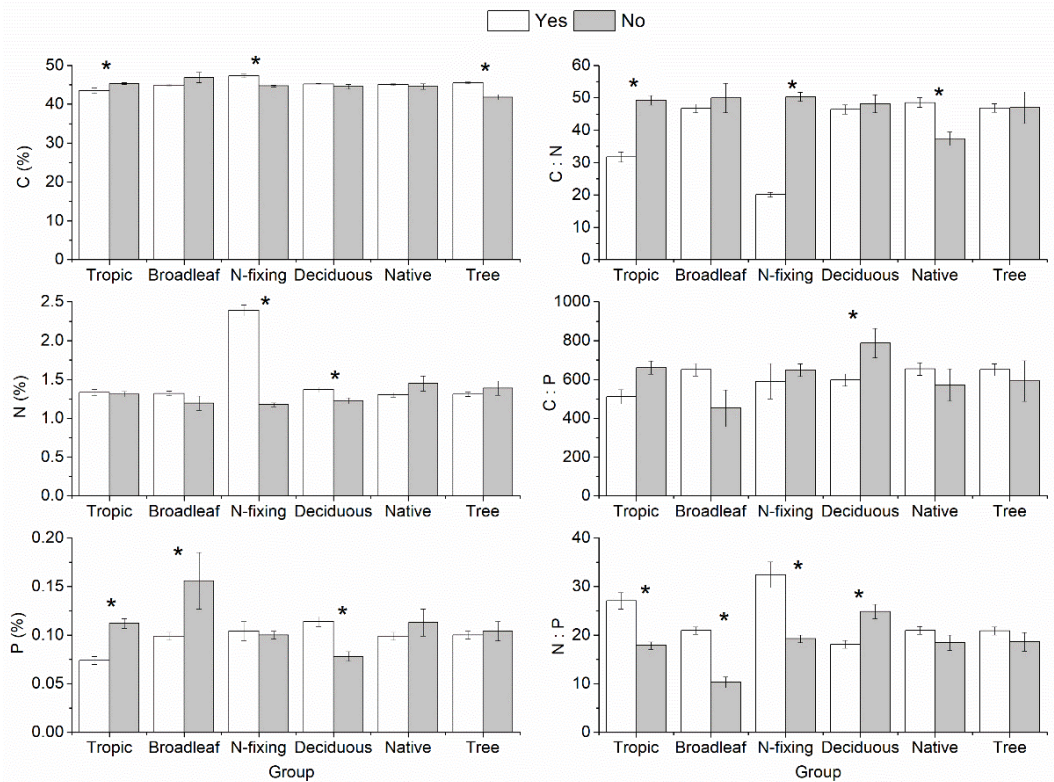 Yes No
50
40
30
20
10
0
C (%)
* * *
Tropic Broadleaf N-fixing Deciduous Native Tree
60
50
40
30
20
10
0
C : N
* * *
Tropic Broadleaf N-fixing Deciduous Native Tree
2.5
2.0
1.5
1.0
0.5
0.0
N (%)
* *
Tropic Broadleaf N-fixing Deciduous Native Tree
1000
800
600
400
200
0
C : P
*
Tropic Broadleaf N-fixing Deciduous Native Tree
0.20
0.15
0.10
0.05
0.00
P (%)
* * *
Tropic Broadleaf N-fixing Deciduous Native Tree
Group
40
30
20
10
0
N : P
* * * *
Tropic Broadleaf N-fixing Deciduous Native Tree
Group